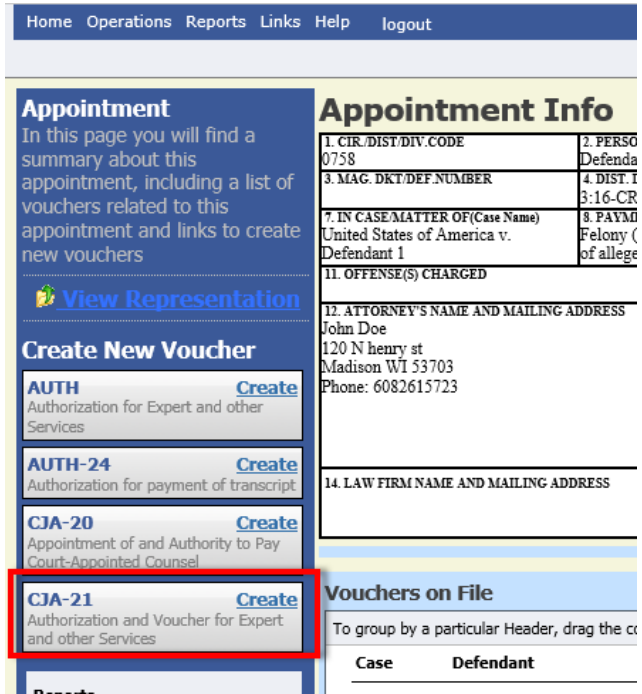 Home Operations Reports Links Help logout
Appointment
In this page you will find a
summary about this
appointment, including a list of
vouchers related to this
appointment and links to create
new vouchers
View Representation
Create New Voucher
AUTH Create
Authorization for Expert and other
Services
AUTH-24 Create
Authorization for payment of transcript
CJA-20 Create
Appointment of and Authority to Pay
Court-Appointed Counsel
CJA-21 Create
Authorization and Voucher for Expert
and other Services
Reports
Appointment Info
1. CIR./DIST/DIV.CODE
0758
2. PERSO
Defenda
3. MAG. DKT/DEF.NUMBER
4. DIST. 
3:16-CR
7. IN CASE/MATTER OF(Case Name)
United States of America v.
Defendant 1
8. PAYM
Felony (
of allege
11. OFFENSE(S) CHARGED
12. ATTORNEY'S NAME AND MAILING ADDRESS
John Doe
120 N henry st
Madison WI 53703
Phone: 6082615723
14. LAW FIRM NAME AND MAILING ADDRESS
Vouchers on File
To group by a particular Header, drag the co
Case Defendant